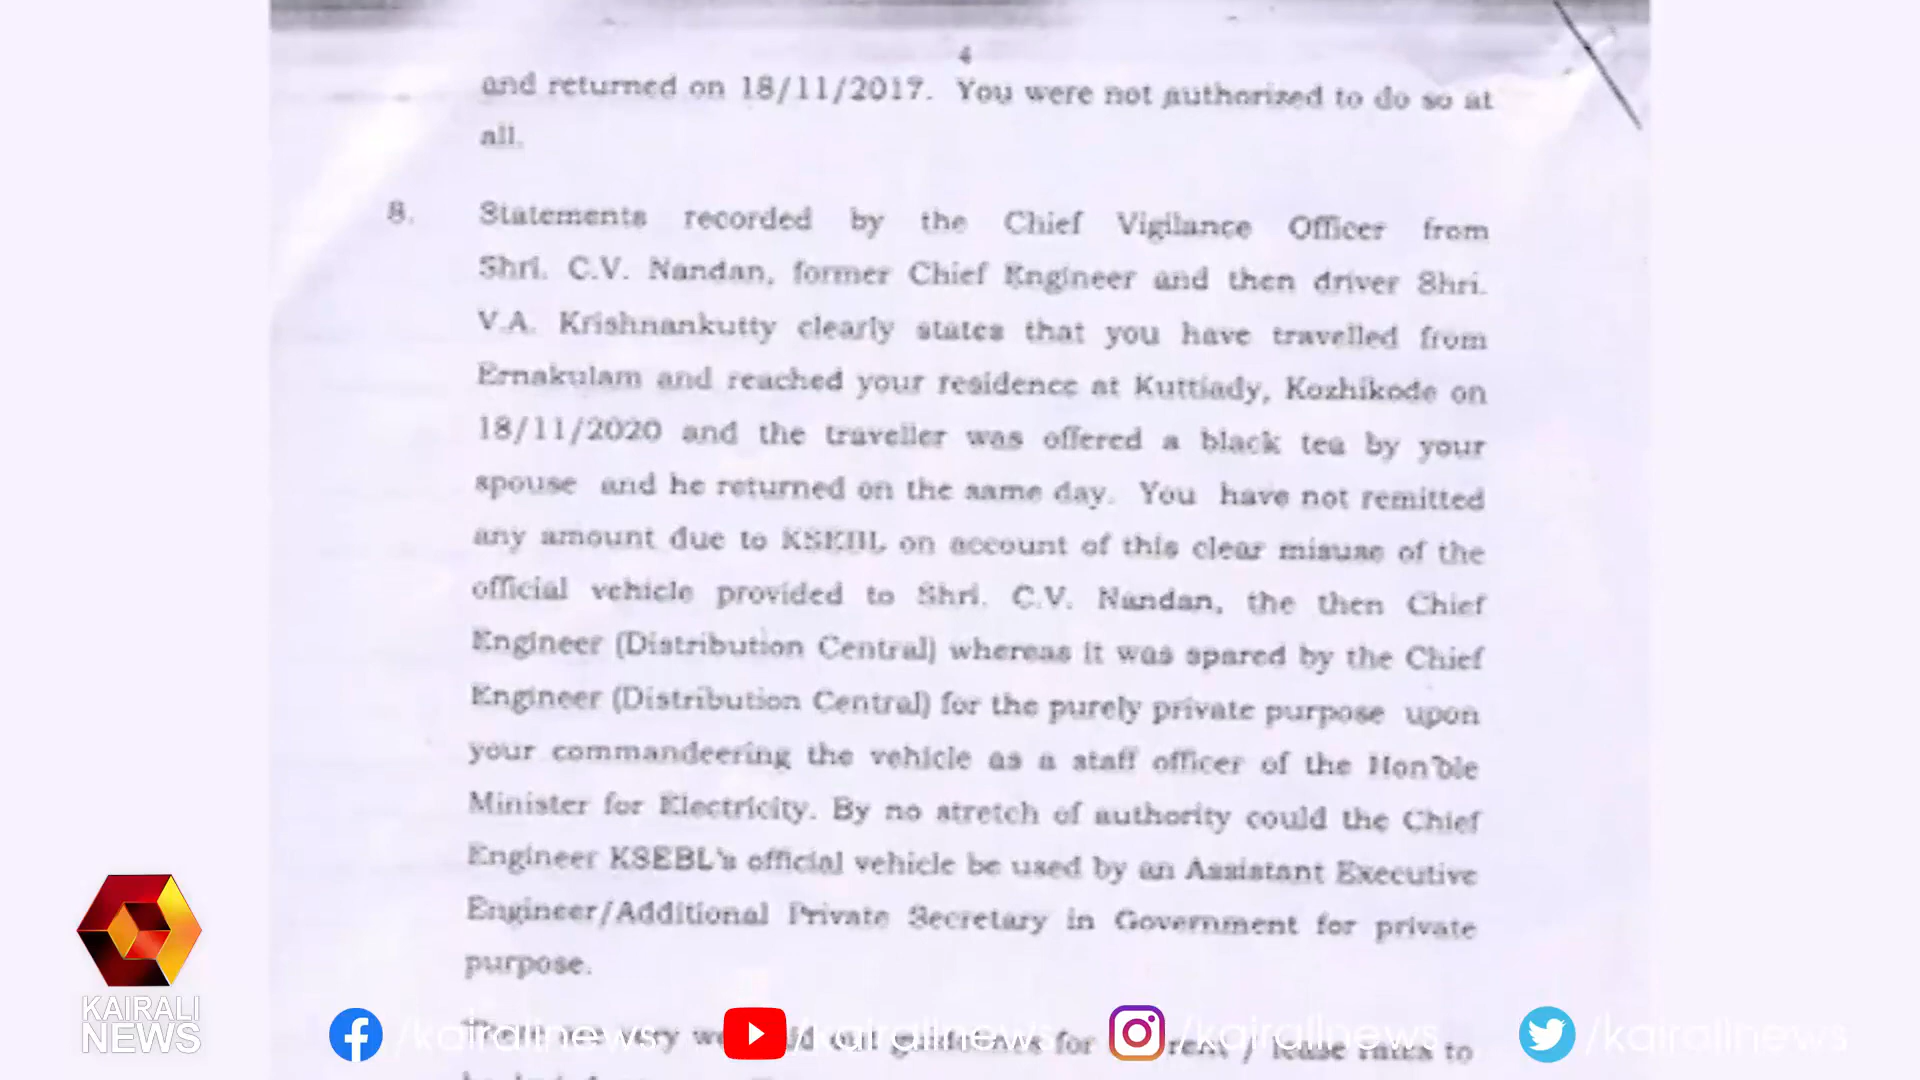 4
and returned on 18/11/2017. You were not authorized to do so at
all.
8. Statements recorded by the Chief Vigilance Officer from
Shri. C.V. Nandan, former Chief Engineer and then driver Shri.
V.A. Krishnankutty clearly states that you have travelled from
Ernakulam and reached your residence at Kuttiady, Kozhikode on
18/11/2020 and the traveller was offered a black tea by your
spouse and he returned on the same day. You have not remitted
any amount due to KSEBL on account of this clear misuse of the
official vehicle provided to Shri. C.V. Nandan, the then Chief
Engineer (Distribution Central) whereas it was spared by the Chief
Engineer (Distribution Central) for the purely private purpose upon
your commandeering the vehicle as a staff officer of the Hon'ble
Minister for Electricity. By no stretch of authority could the Chief
Engineer KSEBL's official vehicle be used by an Assistant Executive
Engineer/Additional Private Secretary in Government for private
purpose.
guidelines for rent / lease rates to
KAIRALI
NEWS
/kairalinews /kairalinews /kairalinews /kairalinews